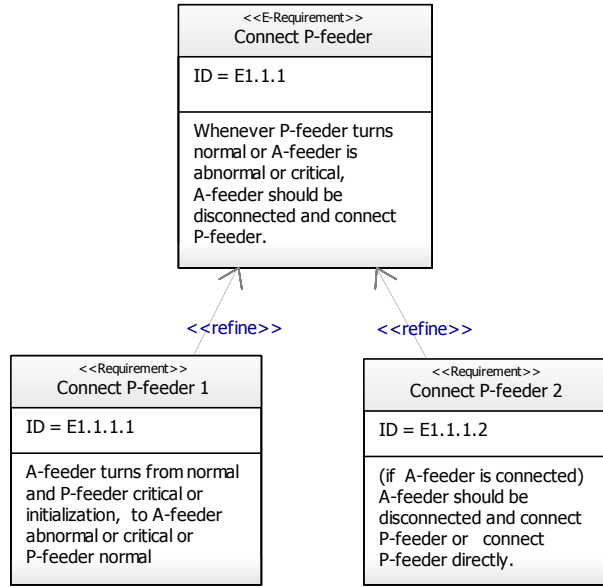 <<E-Requirement>>
Connect P-feeder
ID = E1.1.1
Whenever P-feeder turns
normal or A-feeder is
abnormal or critical,
A-feeder should be
disconnected and connect
P-feeder.
<<refine>>
<<refine>>
<<Requirement>>
Connect P-feeder 1
ID = E1.1.1.1
A-feeder turns from normal
and P-feeder critical or
initialization, to A-feeder
abnormal or critical or
P-feeder normal
<<Requirement>>
Connect P-feeder 2
ID = E1.1.1.2
(if A-feeder is connected)
A-feeder should be
disconnected and connect
P-feeder or connect
P-feeder directly.